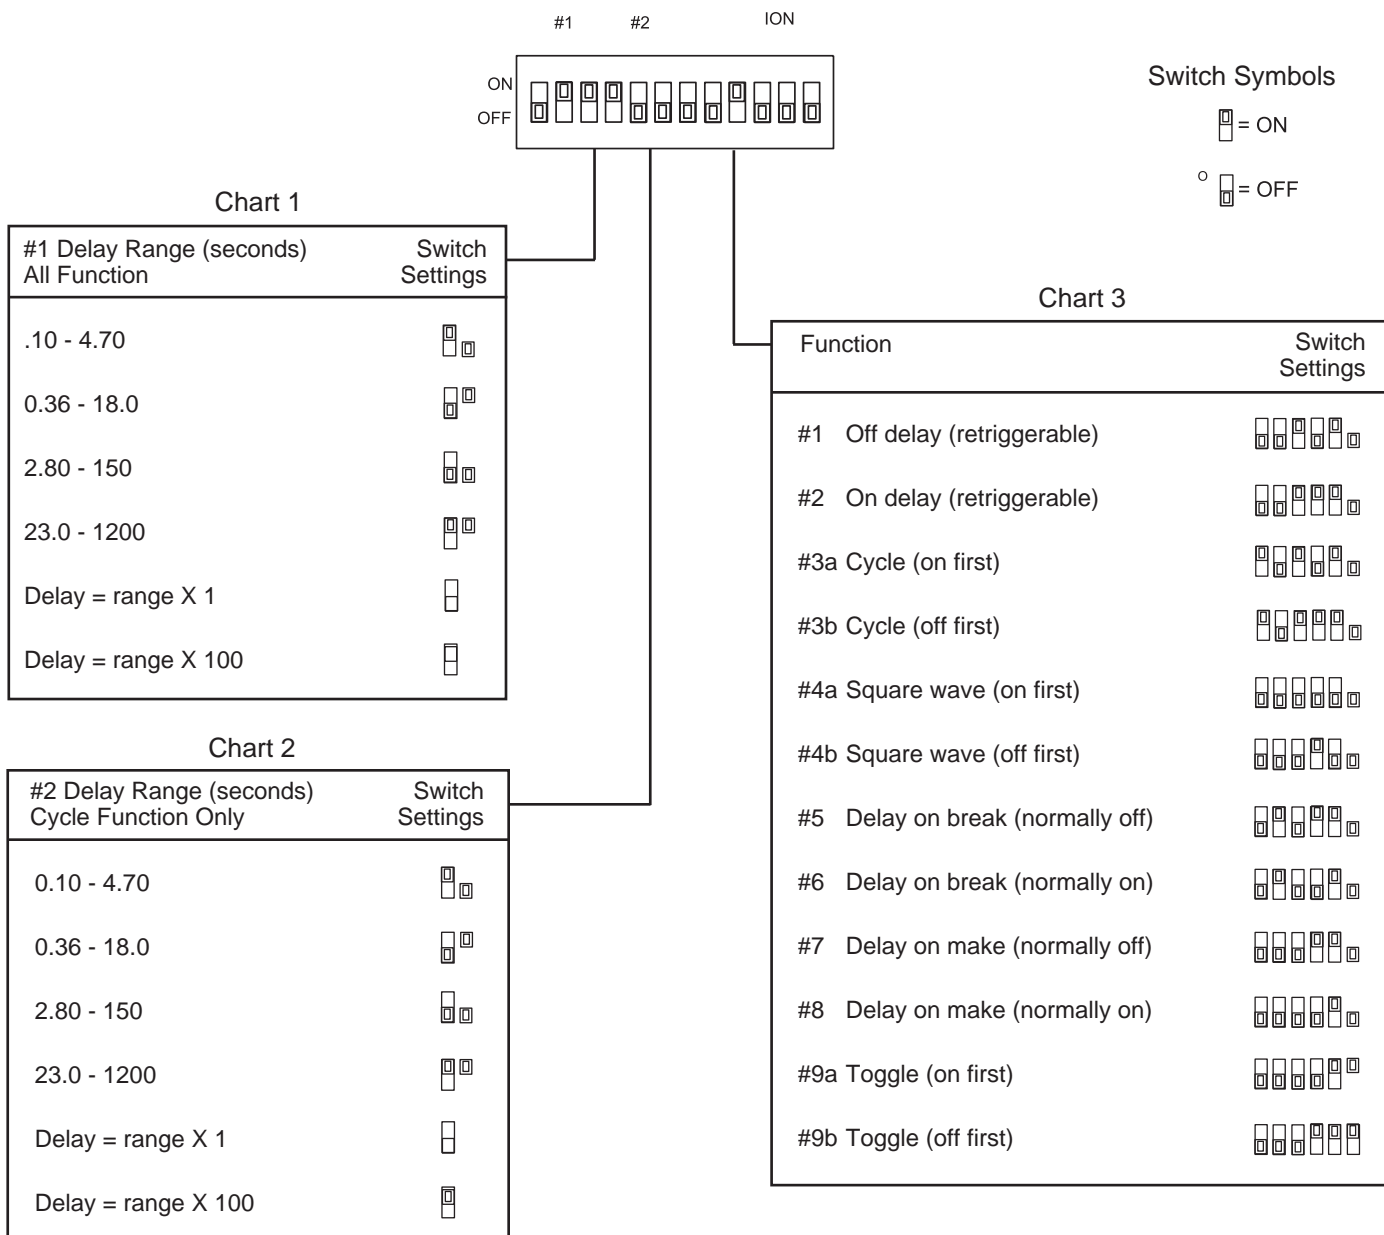 #1 #2 ION
ON
OFF
Switch Symbols
= ON
O
= OFF
Chart 1
#1 Delay Range (seconds) Switch
All Function Settings
.10 - 4.70
0.36 - 18.0
2.80 - 150
23.0 - 1200
Delay = range X 1
Delay = range X 100
Chart 2
#2 Delay Range (seconds) Switch
Cycle Function Only Settings
0.10 - 4.70
0.36 - 18.0
2.80 - 150
23.0 - 1200
Delay = range X 1
Delay = range X 100
Chart 3
Function Switch
Settings
#1 Off delay (retriggerable)
#2 On delay (retriggerable)
#3a Cycle (on first)
#3b Cycle (off first)
#4a Square wave (on first)
#4b Square wave (off first)
#5 Delay on break (normally off)
#6 Delay on break (normally on)
#7 Delay on make (normally off)
#8 Delay on make (normally on)
#9a Toggle (on first)
#9b Toggle (off first)